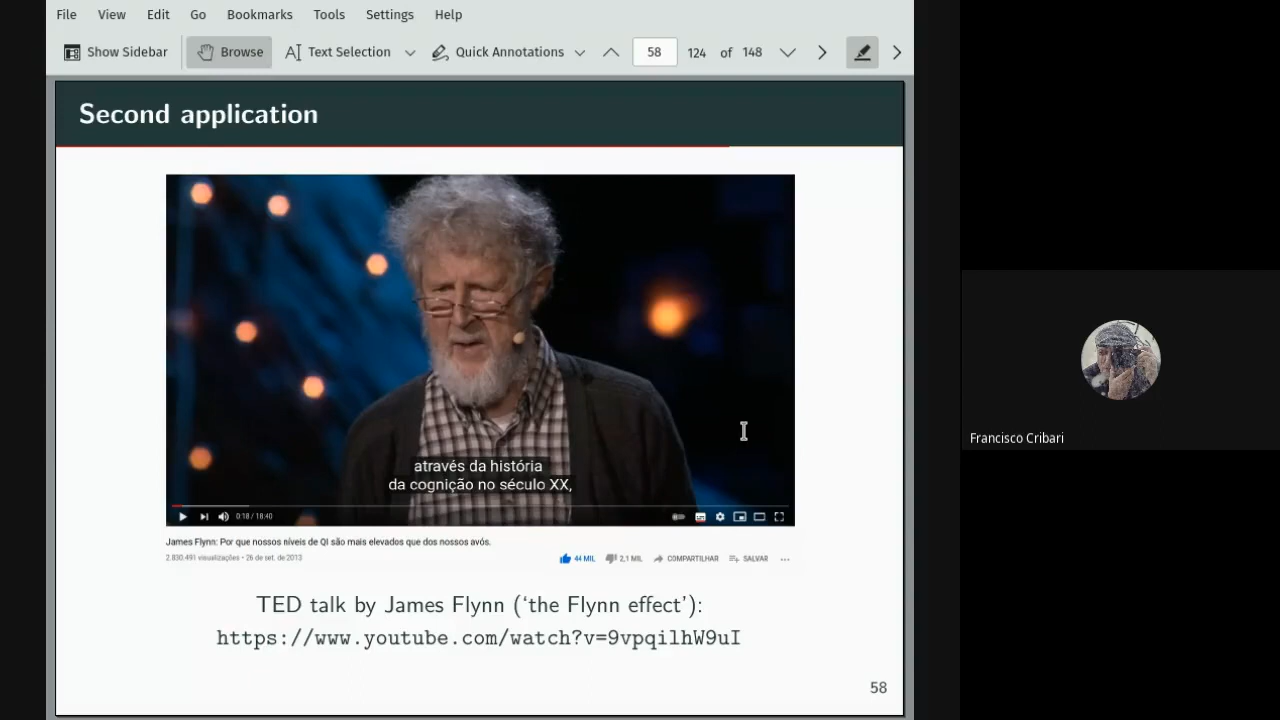 File View Edit Go Bookmarks Tools Settings Help
Show Sidebar Browse Text Selection Quick Annotations 58 124 of 148
Second application
através da história
da cognição no século XX,
0:18 / 18:40
James Flynn: Por que nossos níveis de QI são mais elevados que dos nossos avós.
2.830.491 visualizações • 26 de set. de 2013 44 MIL 2,1 MIL COMPARTILHAR SALVAR ...
TED talk by James Flynn (‘the Flynn effect’):
https://www.youtube.com/watch?v=9vpqilhW9uI
58
Francisco Cribari